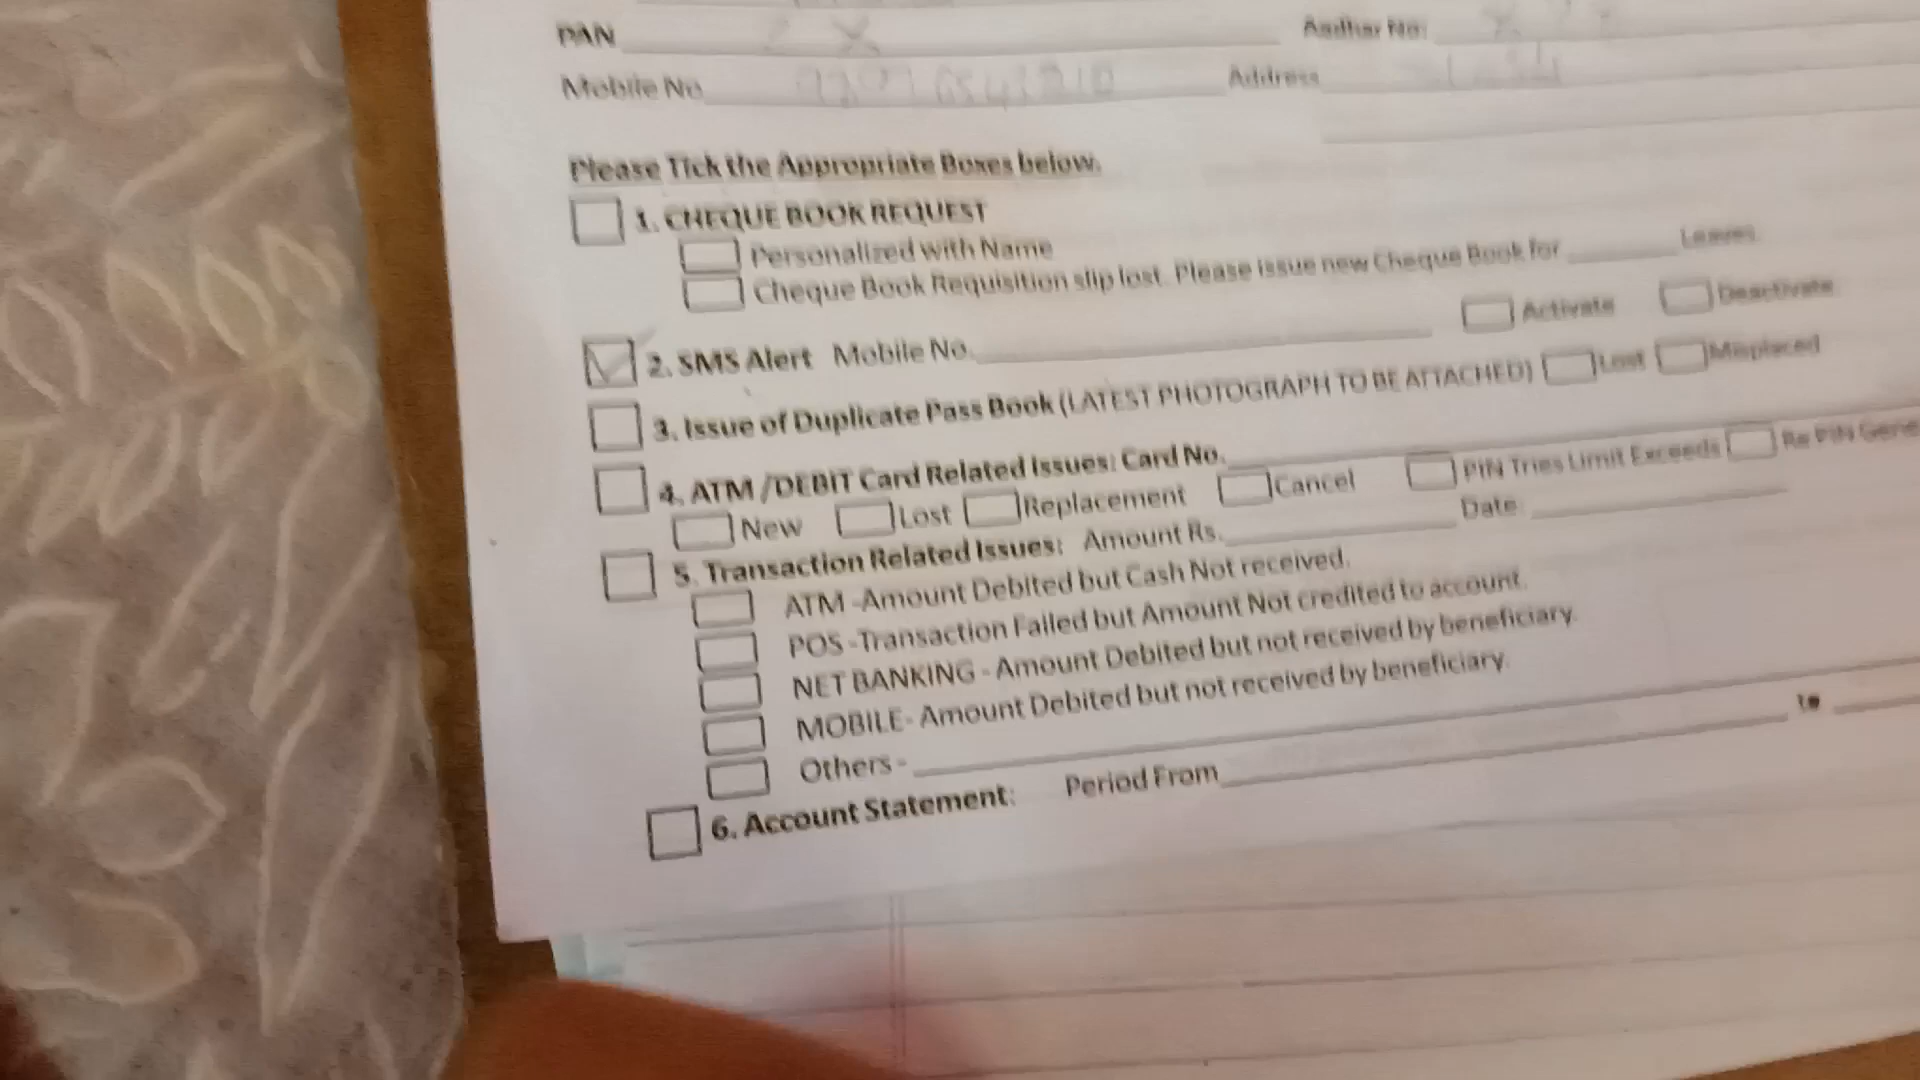 PAN Aadhar No:
Mobile No Address
Please Tick the Appropriate Boxes below.
1. CHEQUE BOOK REQUEST
Personalized with Name
Cheque Book Requisition slip lost. Please issue new Cheque Book for Leaves
2. SMS Alert Mobile No. Activate Deactivate
3. Issue of Duplicate Pass Book (LATEST PHOTOGRAPH TO BE ATTACHED) Lost Misplaced
4. ATM /DEBIT Card Related Issues: Card No.
New Lost Replacement Cancel PIN Tries Limit Exceeds Re PIN Gene
5. Transaction Related Issues: Amount Rs. Date
ATM -Amount Debited but Cash Not received.
POS -Transaction Failed but Amount Not credited to account.
NET BANKING - Amount Debited but not received by beneficiary.
MOBILE- Amount Debited but not received by beneficiary.
Others -
6. Account Statement: Period From to